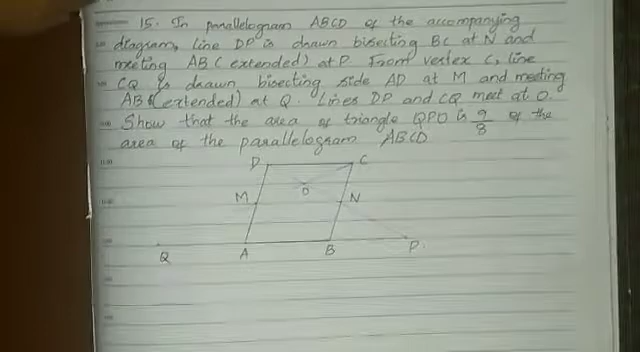 15. In parallelogram ABCD of the accompanying
diagram, line DP is drawn bisecting BC at N and
meeting AB (extended) at P. From vertex C, line
CQ is drawn bisecting side AD at M and meeting
AB (extended) at Q. Lines DP and CQ meet at O.
Show that the area of triangle QPO is 9/8 of the
area of the parallelogram ABCD
D C
O
M N
Q A B P.